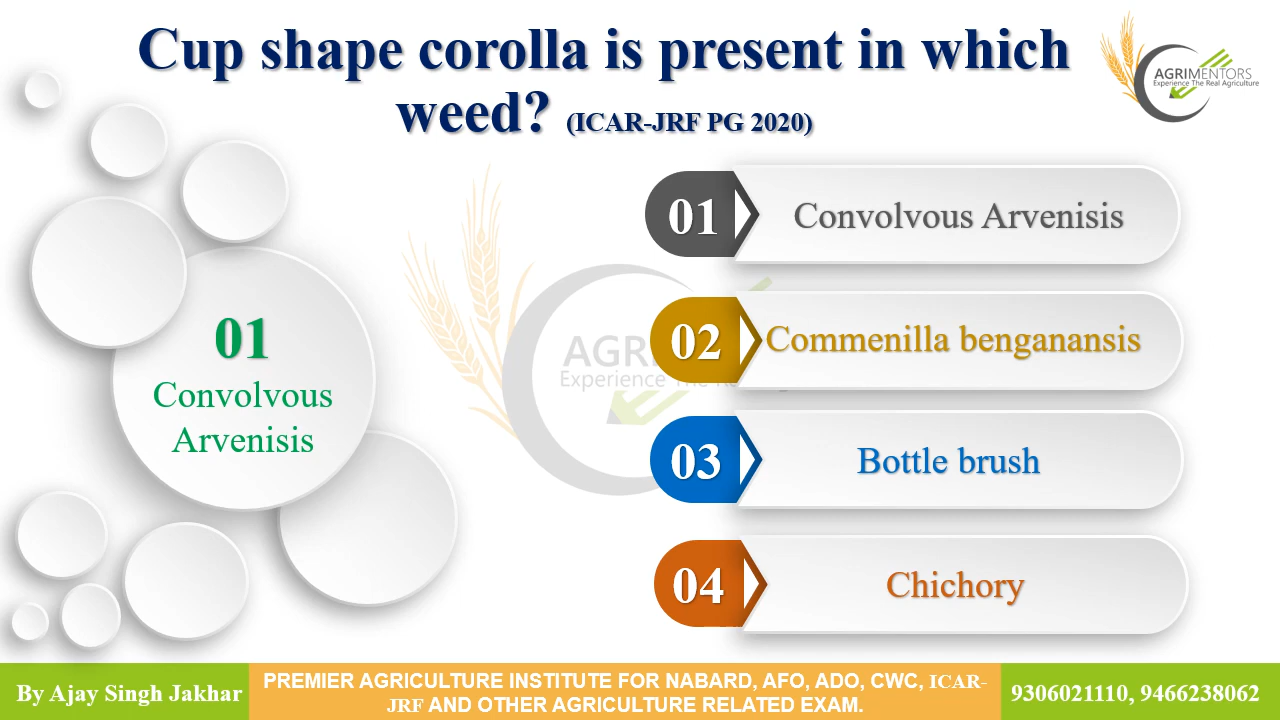 Cup shape corolla is present in which
weed? (ICAR-JRF PG 2020)
AGRIMENTORS
Experience The Real Agriculture
01
Convolvous
Arvenisis
01 Convolvous Arvenisis
02 Commenilla benganansis
03 Bottle brush
04 Chichory
By Ajay Singh Jakhar
PREMIER AGRICULTURE INSTITUTE FOR NABARD, AFO, ADO, CWC, ICAR-
JRF AND OTHER AGRICULTURE RELATED EXAM.
9306021110, 9466238062